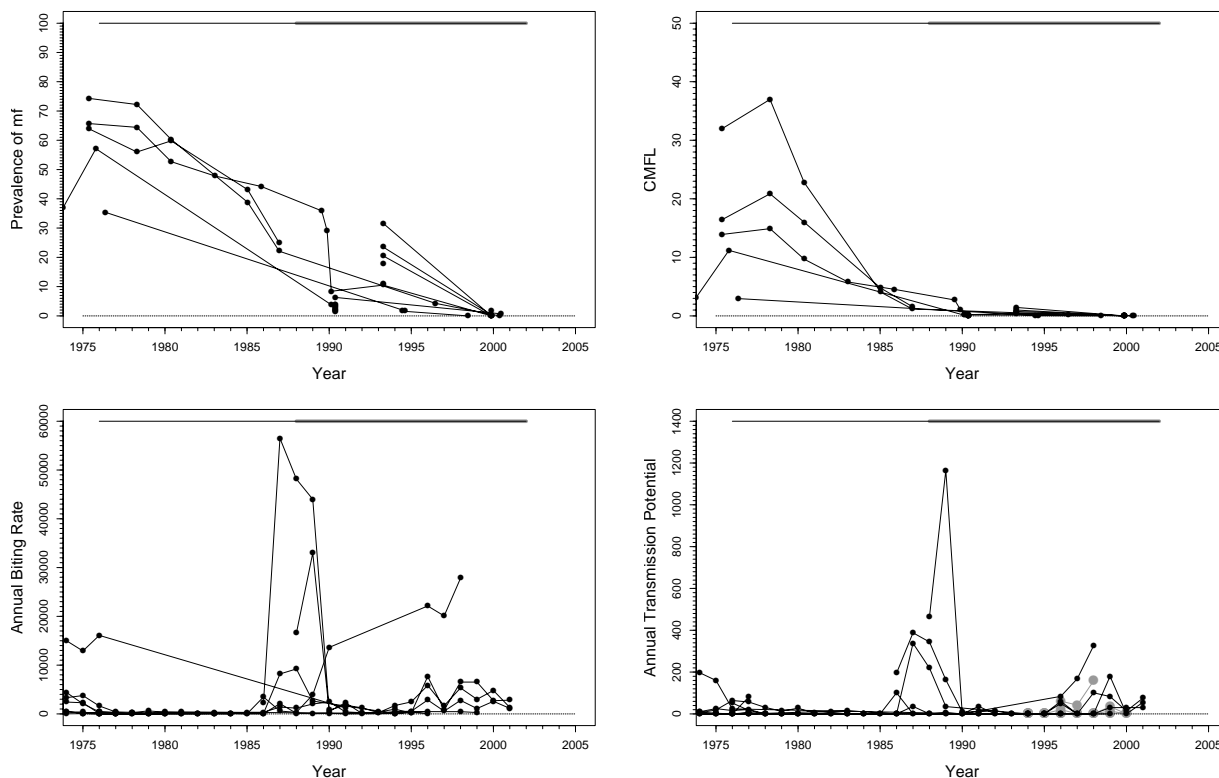 Prevalence of mf
0 10 20 30 40 50 60 70 80 90 100
1975 1980 1985 1990 1995 2000 2005
Year
CMFL
0 10 20 30 40 50
1975 1980 1985 1990 1995 2000 2005
Year
Annual Biting Rate
0 10000 20000 30000 40000 50000 60000
1975 1980 1985 1990 1995 2000 2005
Year
Annual Transmission Potential
0 200 400 600 800 1000 1200 1400
1975 1980 1985 1990 1995 2000 2005
Year